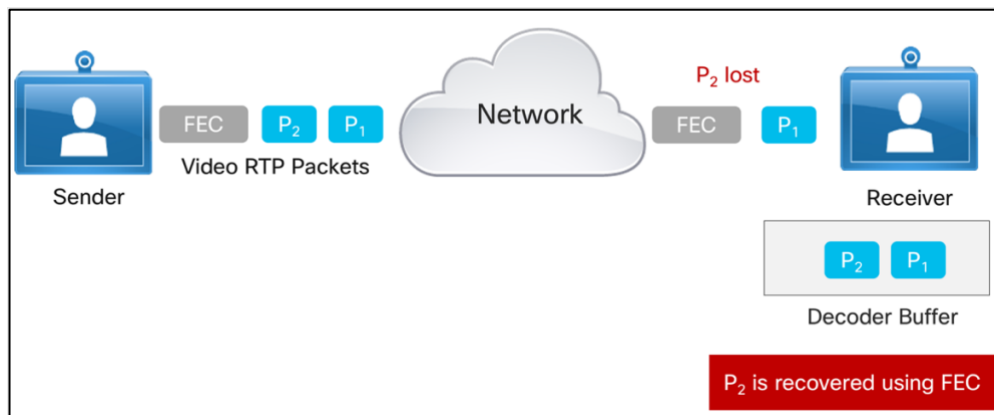 P₂ lost
FEC P₂ P₁
Network
FEC P₁
Video RTP Packets
Sender
Receiver
P₂ P₁
Decoder Buffer
P₂ is recovered using FEC